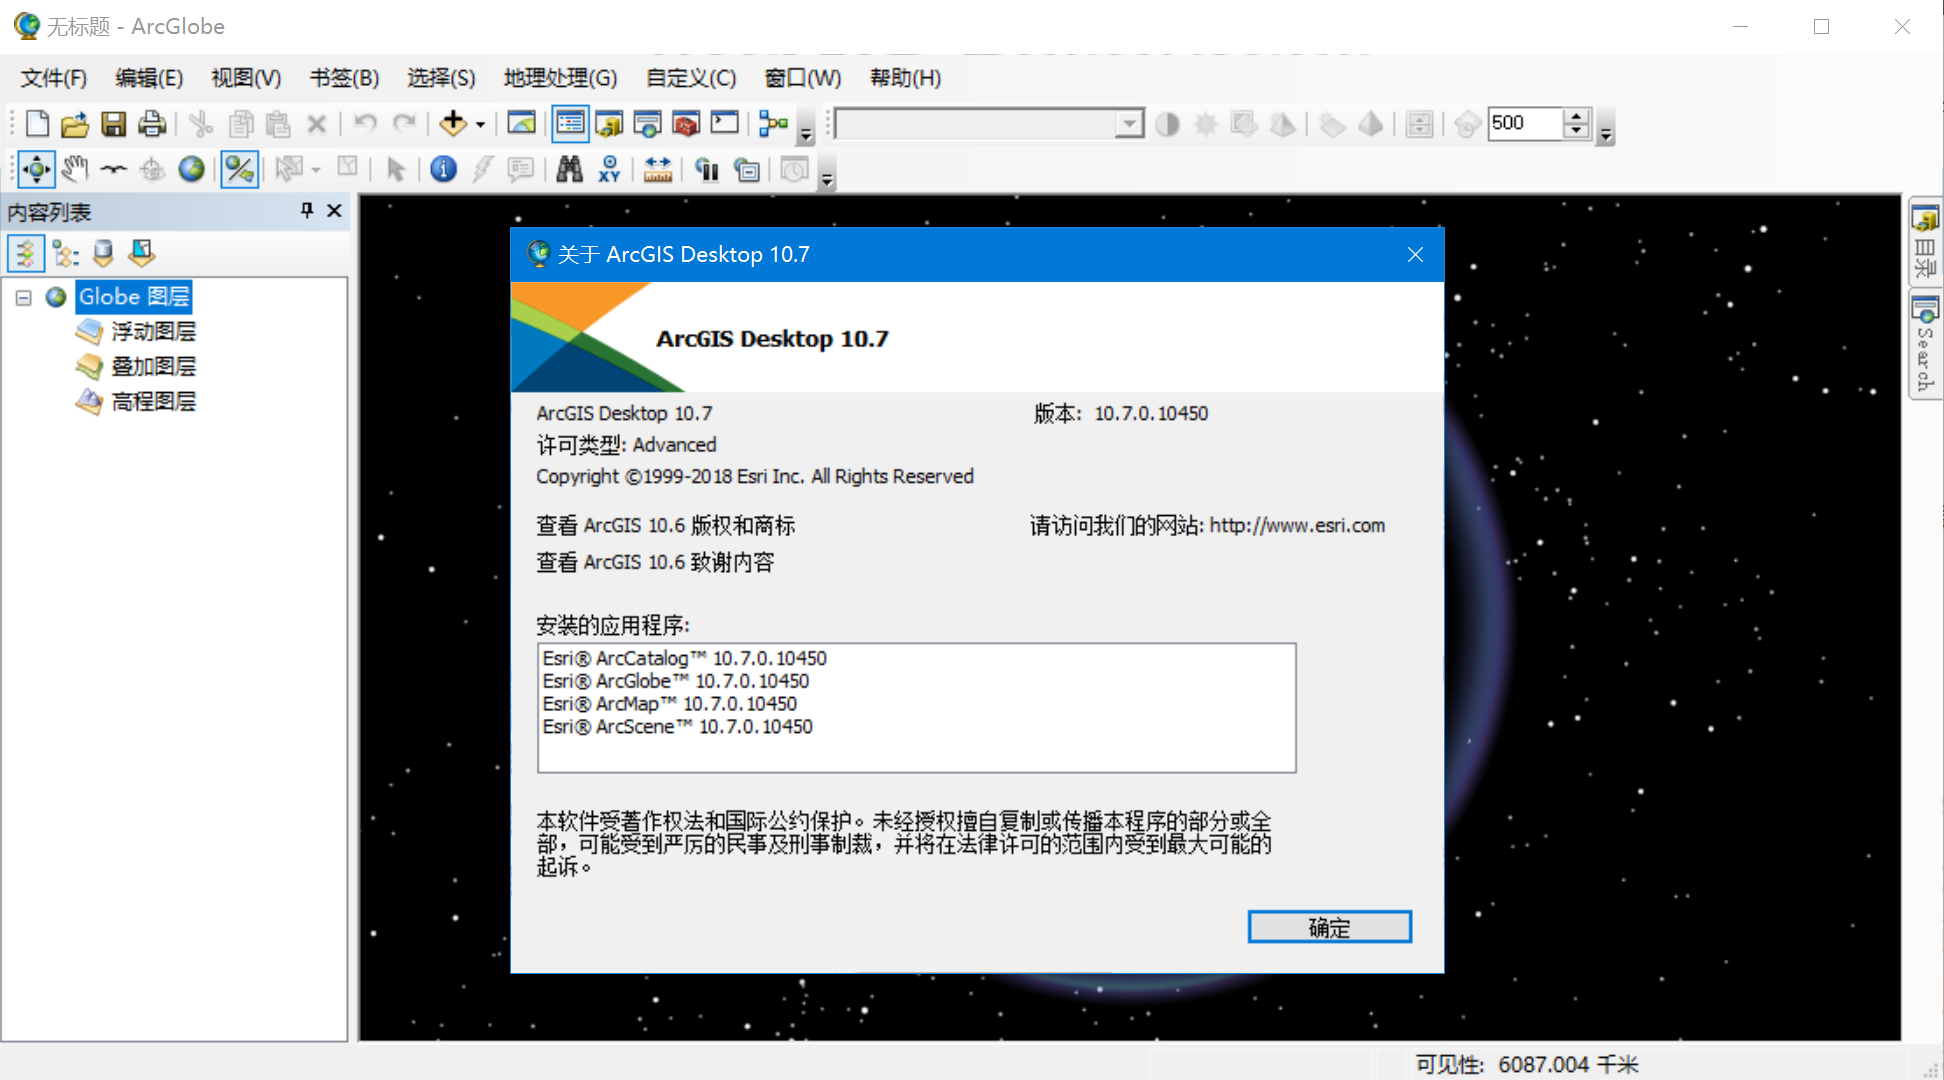 无标题 - ArcGlobe
文件(F) 编辑(E) 视图(V) 书签(B) 选择(S) 地理处理(G) 自定义(C) 窗口(W) 帮助(H)
500
XY
内容列表
Globe 图层
浮动图层
叠加图层
高程图层
关于 ArcGIS Desktop 10.7
ArcGIS Desktop 10.7
ArcGIS Desktop 10.7 版本: 10.7.0.10450
许可类型: Advanced
Copyright ©1999-2018 Esri Inc. All Rights Reserved
查看 ArcGIS 10.6 版权和商标 请访问我们的网站: http://www.esri.com
查看 ArcGIS 10.6 致谢内容
安装的应用程序:
Esri® ArcCatalog™ 10.7.0.10450
Esri® ArcGlobe™ 10.7.0.10450
Esri® ArcMap™ 10.7.0.10450
Esri® ArcScene™ 10.7.0.10450
本软件受著作权法和国际公约保护。未经授权擅自复制或传播本程序的部分或全
部，可能受到严厉的民事及刑事制裁，并将在法律许可的范围内受到最大可能的
起诉。
确定
目录
Search
可见性: 6087.004 千米